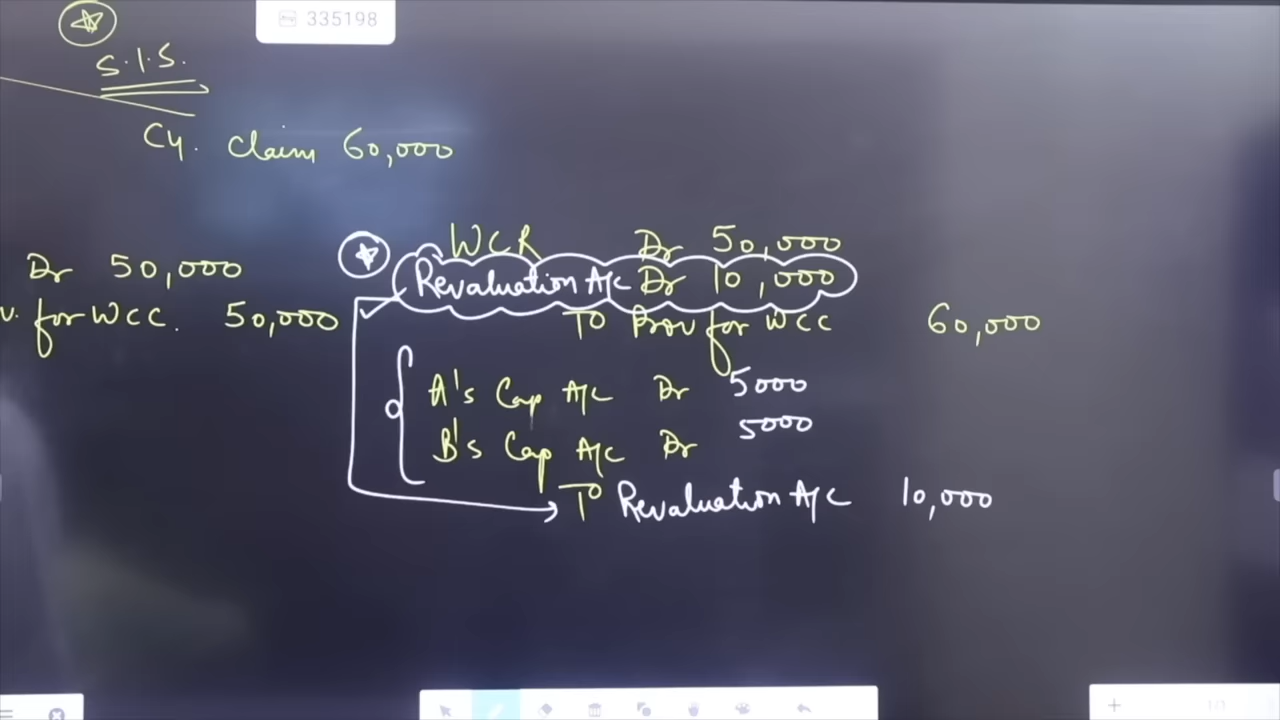 335198
S.I.S.
C4. Claim 60,000
Dr 50,000
v. for WCC. 50,000
WCR Dr 50,000
Revaluation A/c Dr 10,000
To Prov for WCC 60,000
A's Cap A/c Dr 5000
B's Cap A/c Dr 5000
To Revaluation A/c 10,000